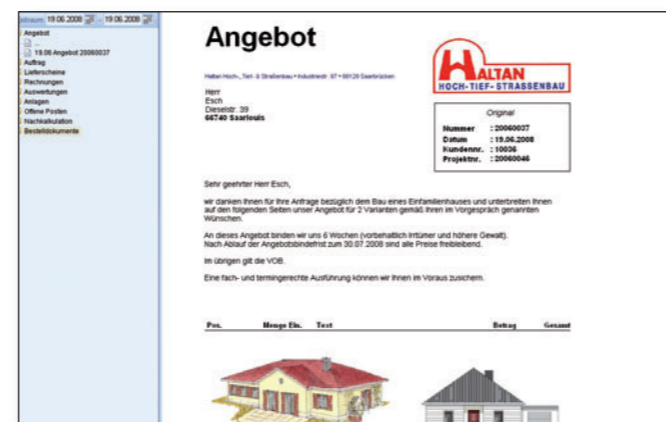 Zeitraum: 19.06.2008 - 19.06.2008
Angebot
...
19.06 Angebot 20060037
Auftrag
Lieferscheine
Rechnungen
Auswertungen
Anlagen
Offene Posten
Nachkalkulation
Bestelldokumente
Angebot
HALTAN
HOCH-TIEF-STRASSENBAU
Haltan Hoch-, Tief- & Straßenbau • Industriestr. 67 • 66129 Saarbrücken
Herr
Esch
Dieselstr. 39
66740 Saarlouis
Original
Nummer : 20060037
Datum : 19.06.2008
Kundennr. : 10036
Projektnr. : 20060046
Sehr geehrter Herr Esch,
wir danken Ihnen für Ihre Anfrage bezüglich dem Bau eines Einfamilienhauses und unterbreiten Ihnen
auf den folgenden Seiten unser Angebot für 2 Varianten gemäß Ihren im Vorgespräch genannten
Wünschen.
An dieses Angebot binden wir uns 6 Wochen (vorbehaltlich Irrtümer und höhere Gewalt).
Nach Ablauf der Angebotsbindefrist zum 30.07.2008 sind alle Preise freibleibend.
Im übrigen gilt die VOB.
Eine fach- und termingerechte Ausführung können wir Ihnen im Voraus zusichern.
Pos. Menge Ein. Text Betrag Gesamt